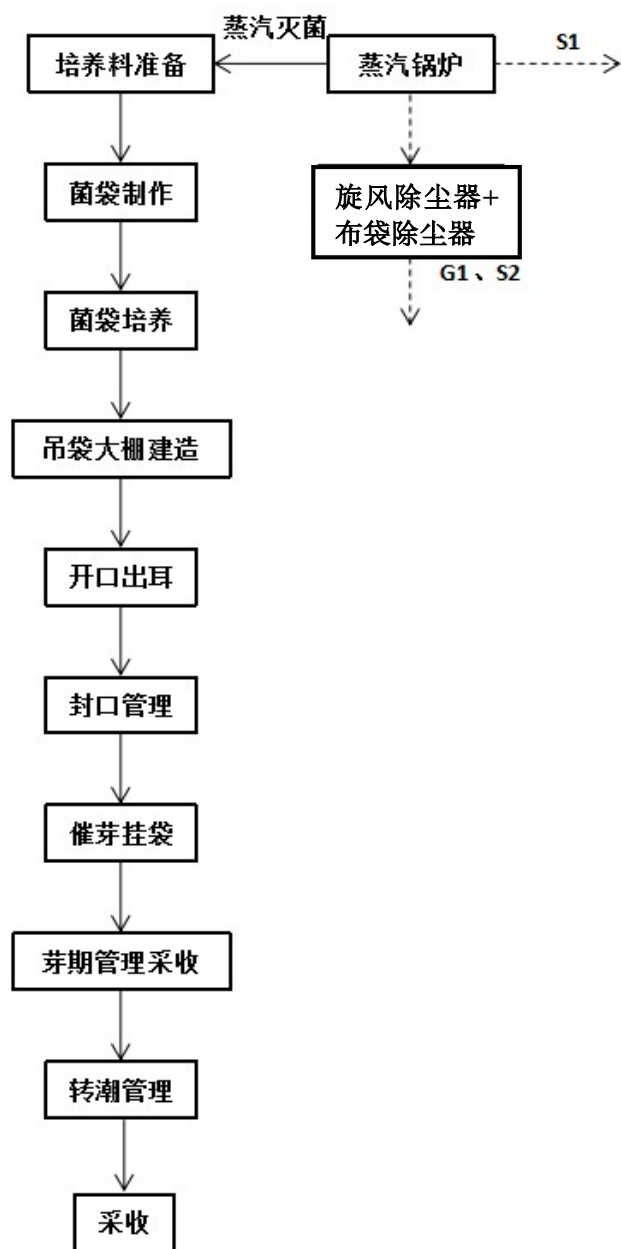 蒸汽灭菌
培养料准备
蒸汽锅炉
S1
菌袋制作
旋风除尘器+
布袋除尘器
G1、S2
菌袋培养
吊袋大棚建造
开口出耳
封口管理
催芽挂袋
芽期管理采收
转潮管理
采收